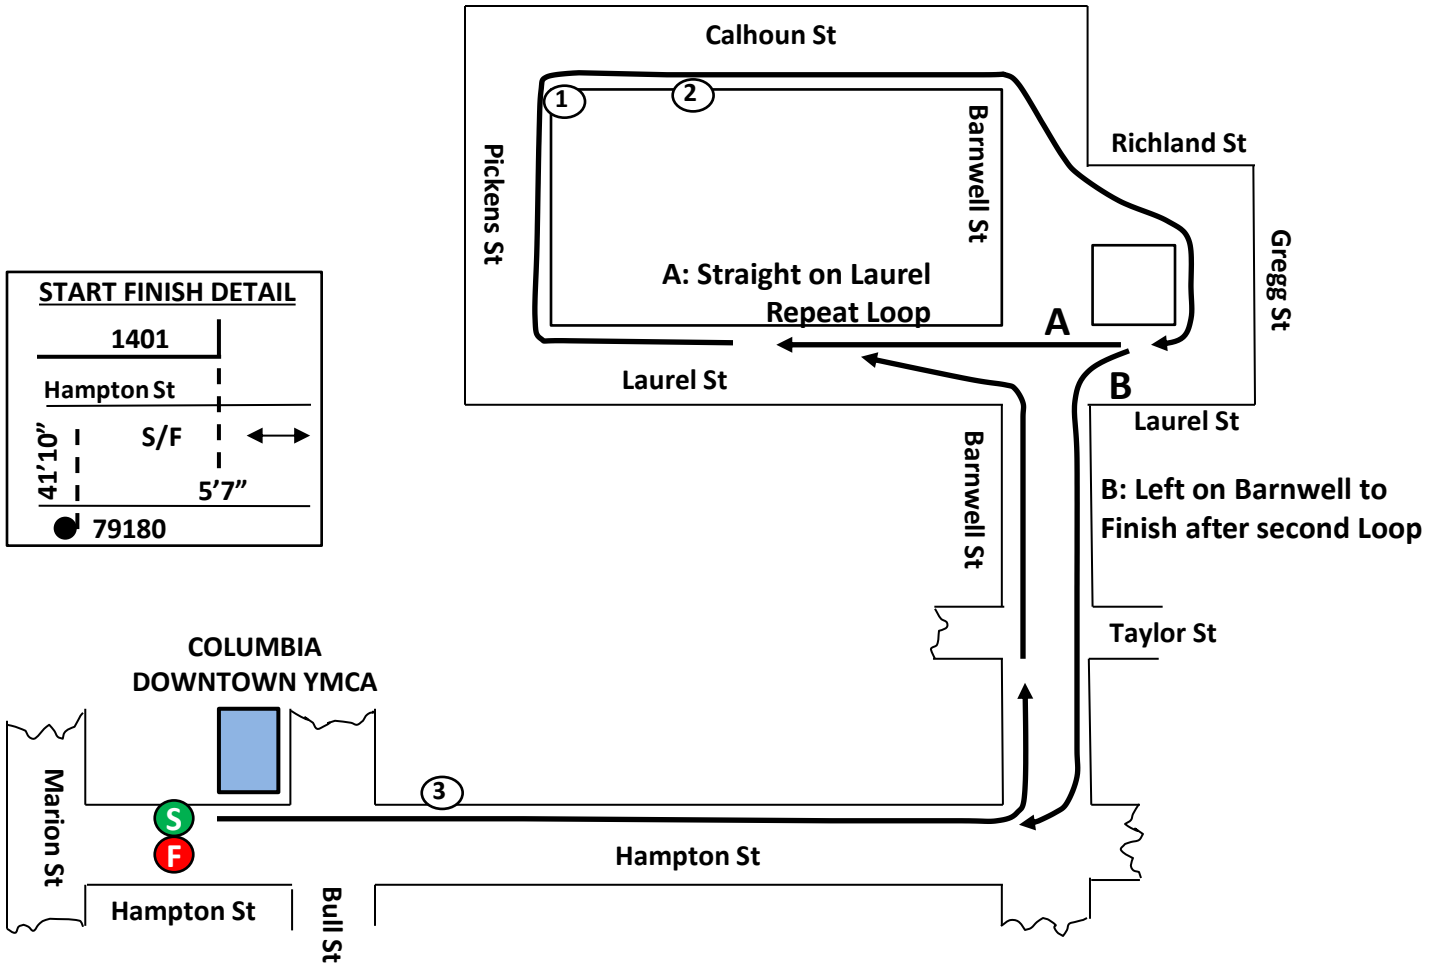 Calhoun St
1
2
Pickens St
Barnwell St
Richland St
Gregg St
A: Straight on Laurel
Repeat Loop
A
B
Laurel St
Laurel St
Barnwell St
B: Left on Barnwell to
Finish after second Loop
Taylor St
START FINISH DETAIL
1401
Hampton St
41’10”
S/F
5’7”
79180
COLUMBIA
DOWNTOWN YMCA
Marion St
S
F
3
Hampton St
Hampton St
Bull St